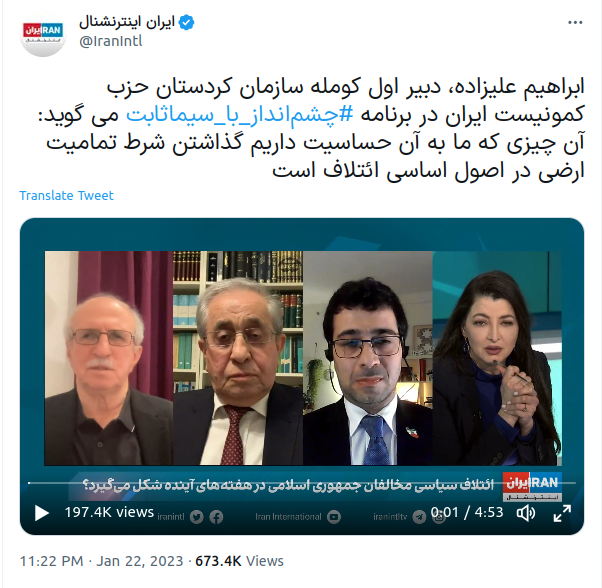 ایران اینترنشنال
@IranIntl
ابراهیم علیزاده، دبیر اول کومله سازمان کردستان حزب
کمونیست ایران در برنامه #چشم‌انداز_با_سیماثابت می گوید:
آن چیزی که ما به آن حساسیت داریم گذاشتن شرط تمامیت
ارضی در اصول اساسی ائتلاف است
Translate Tweet
ائتلاف سیاسی مخالفان جمهوری اسلامی در هفته‌های آینده شکل می‌گیرد؟
ایران IRAN
اینترنشنال
197.4K views
iranintl
Iran International
iranintltv
0:01 / 4:53
11:22 PM · Jan 22, 2023 · 673.4K Views